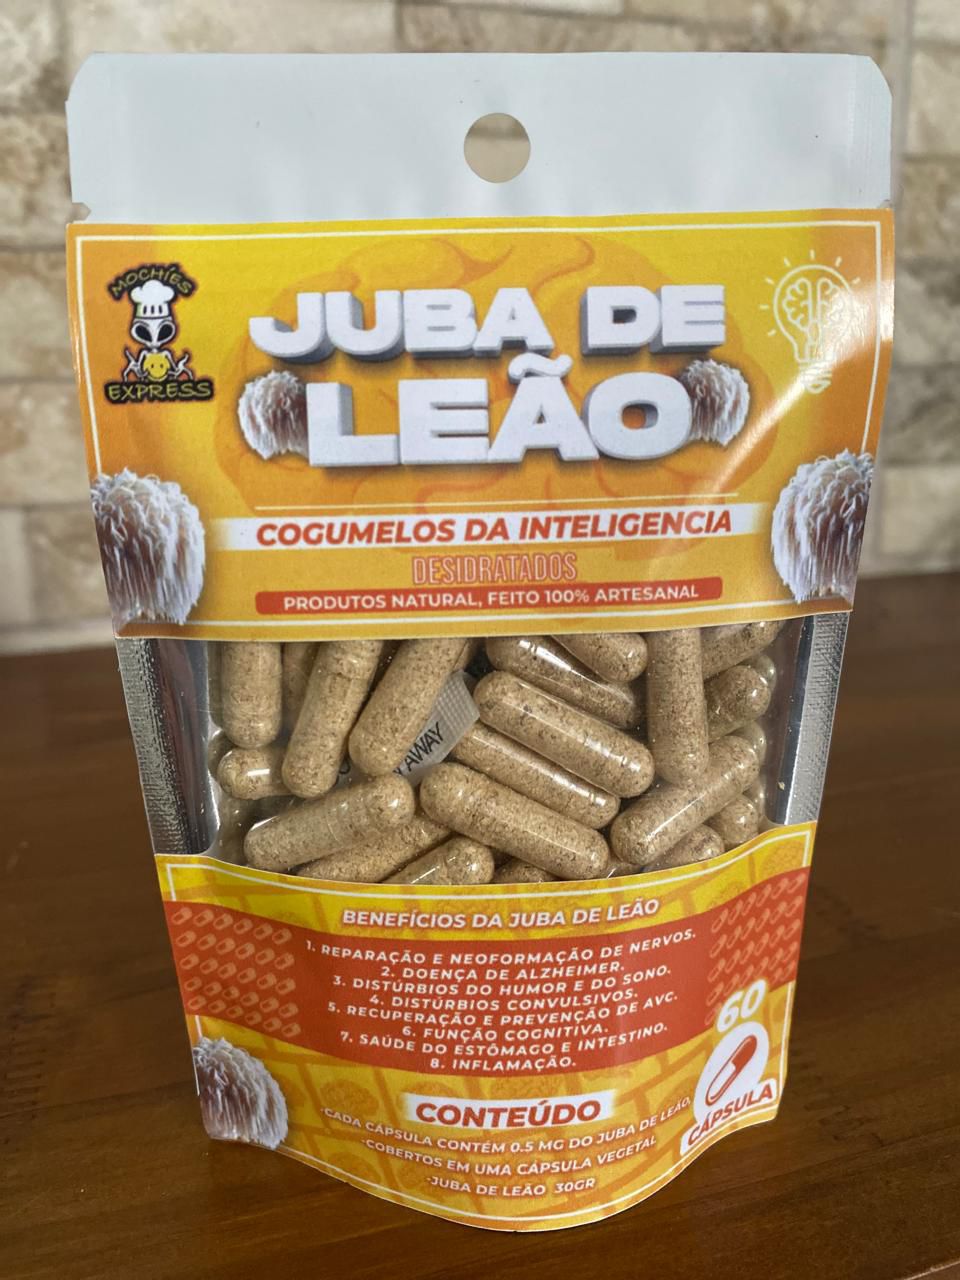 MOCHÍES
EXPRESS
JUBA DE
LEÃO
COGUMELOS DA INTELIGENCIA
DESIDRATADOS
PRODUTOS NATURAL, FEITO 100% ARTESANAL
AWAY
BENEFÍCIOS DA JUBA DE LEÃO
1. REPARAÇÃO E NEOFORMAÇÃO DE NERVOS.
2. DOENÇA DE ALZHEIMER.
3. DISTÚRBIOS DO HUMOR E DO SONO.
4. DISTÚRBIOS CONVULSIVOS.
5. RECUPERAÇÃO E PREVENÇÃO DE AVC.
6. FUNÇÃO COGNITIVA.
7. SAÚDE DO ESTÔMAGO E INTESTINO.
8. INFLAMAÇÃO.
60
CÁPSULA
CONTEÚDO
-CADA CÁPSULA CONTÉM 0.5 MG DO JUBA DE LEÃO.
-COBERTOS EM UMA CÁPSULA VEGETAL
-JUBA DE LEÃO 30GR